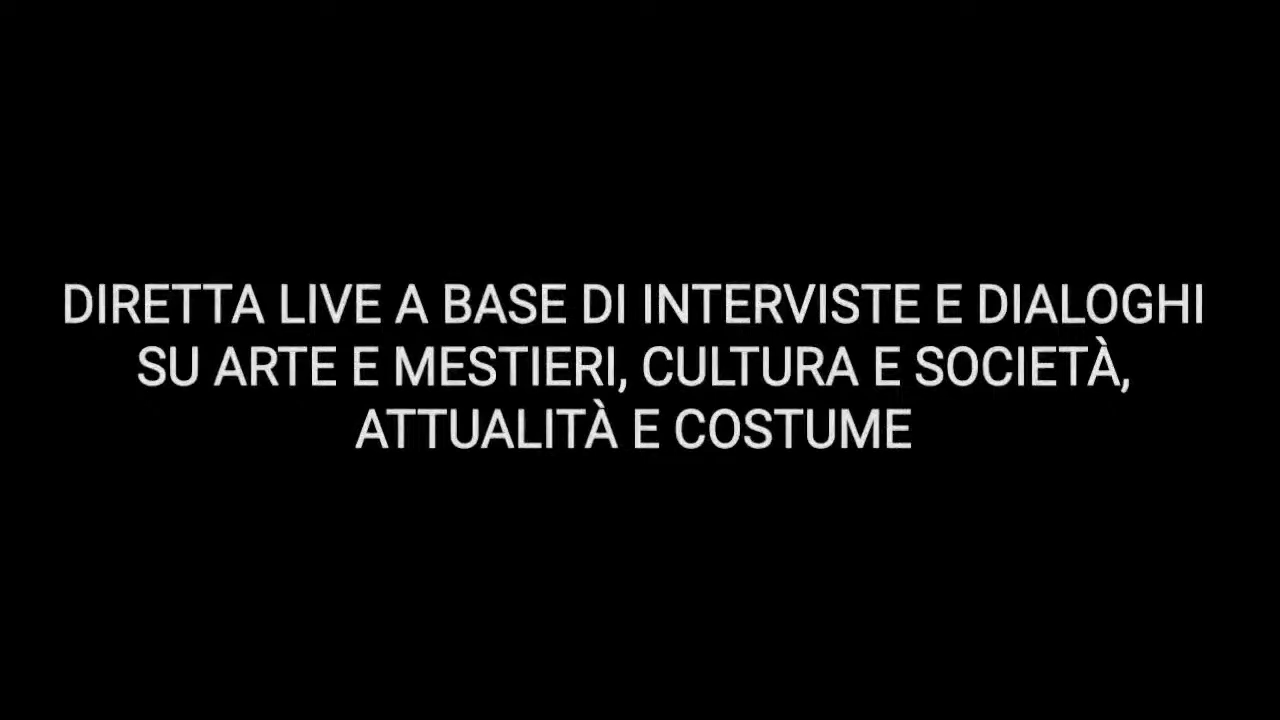 DIRETTA LIVE A BASE DI INTERVISTE E DIALOGHI
SU ARTE E MESTIERI, CULTURA E SOCIETÀ,
ATTUALITÀ E COSTUME